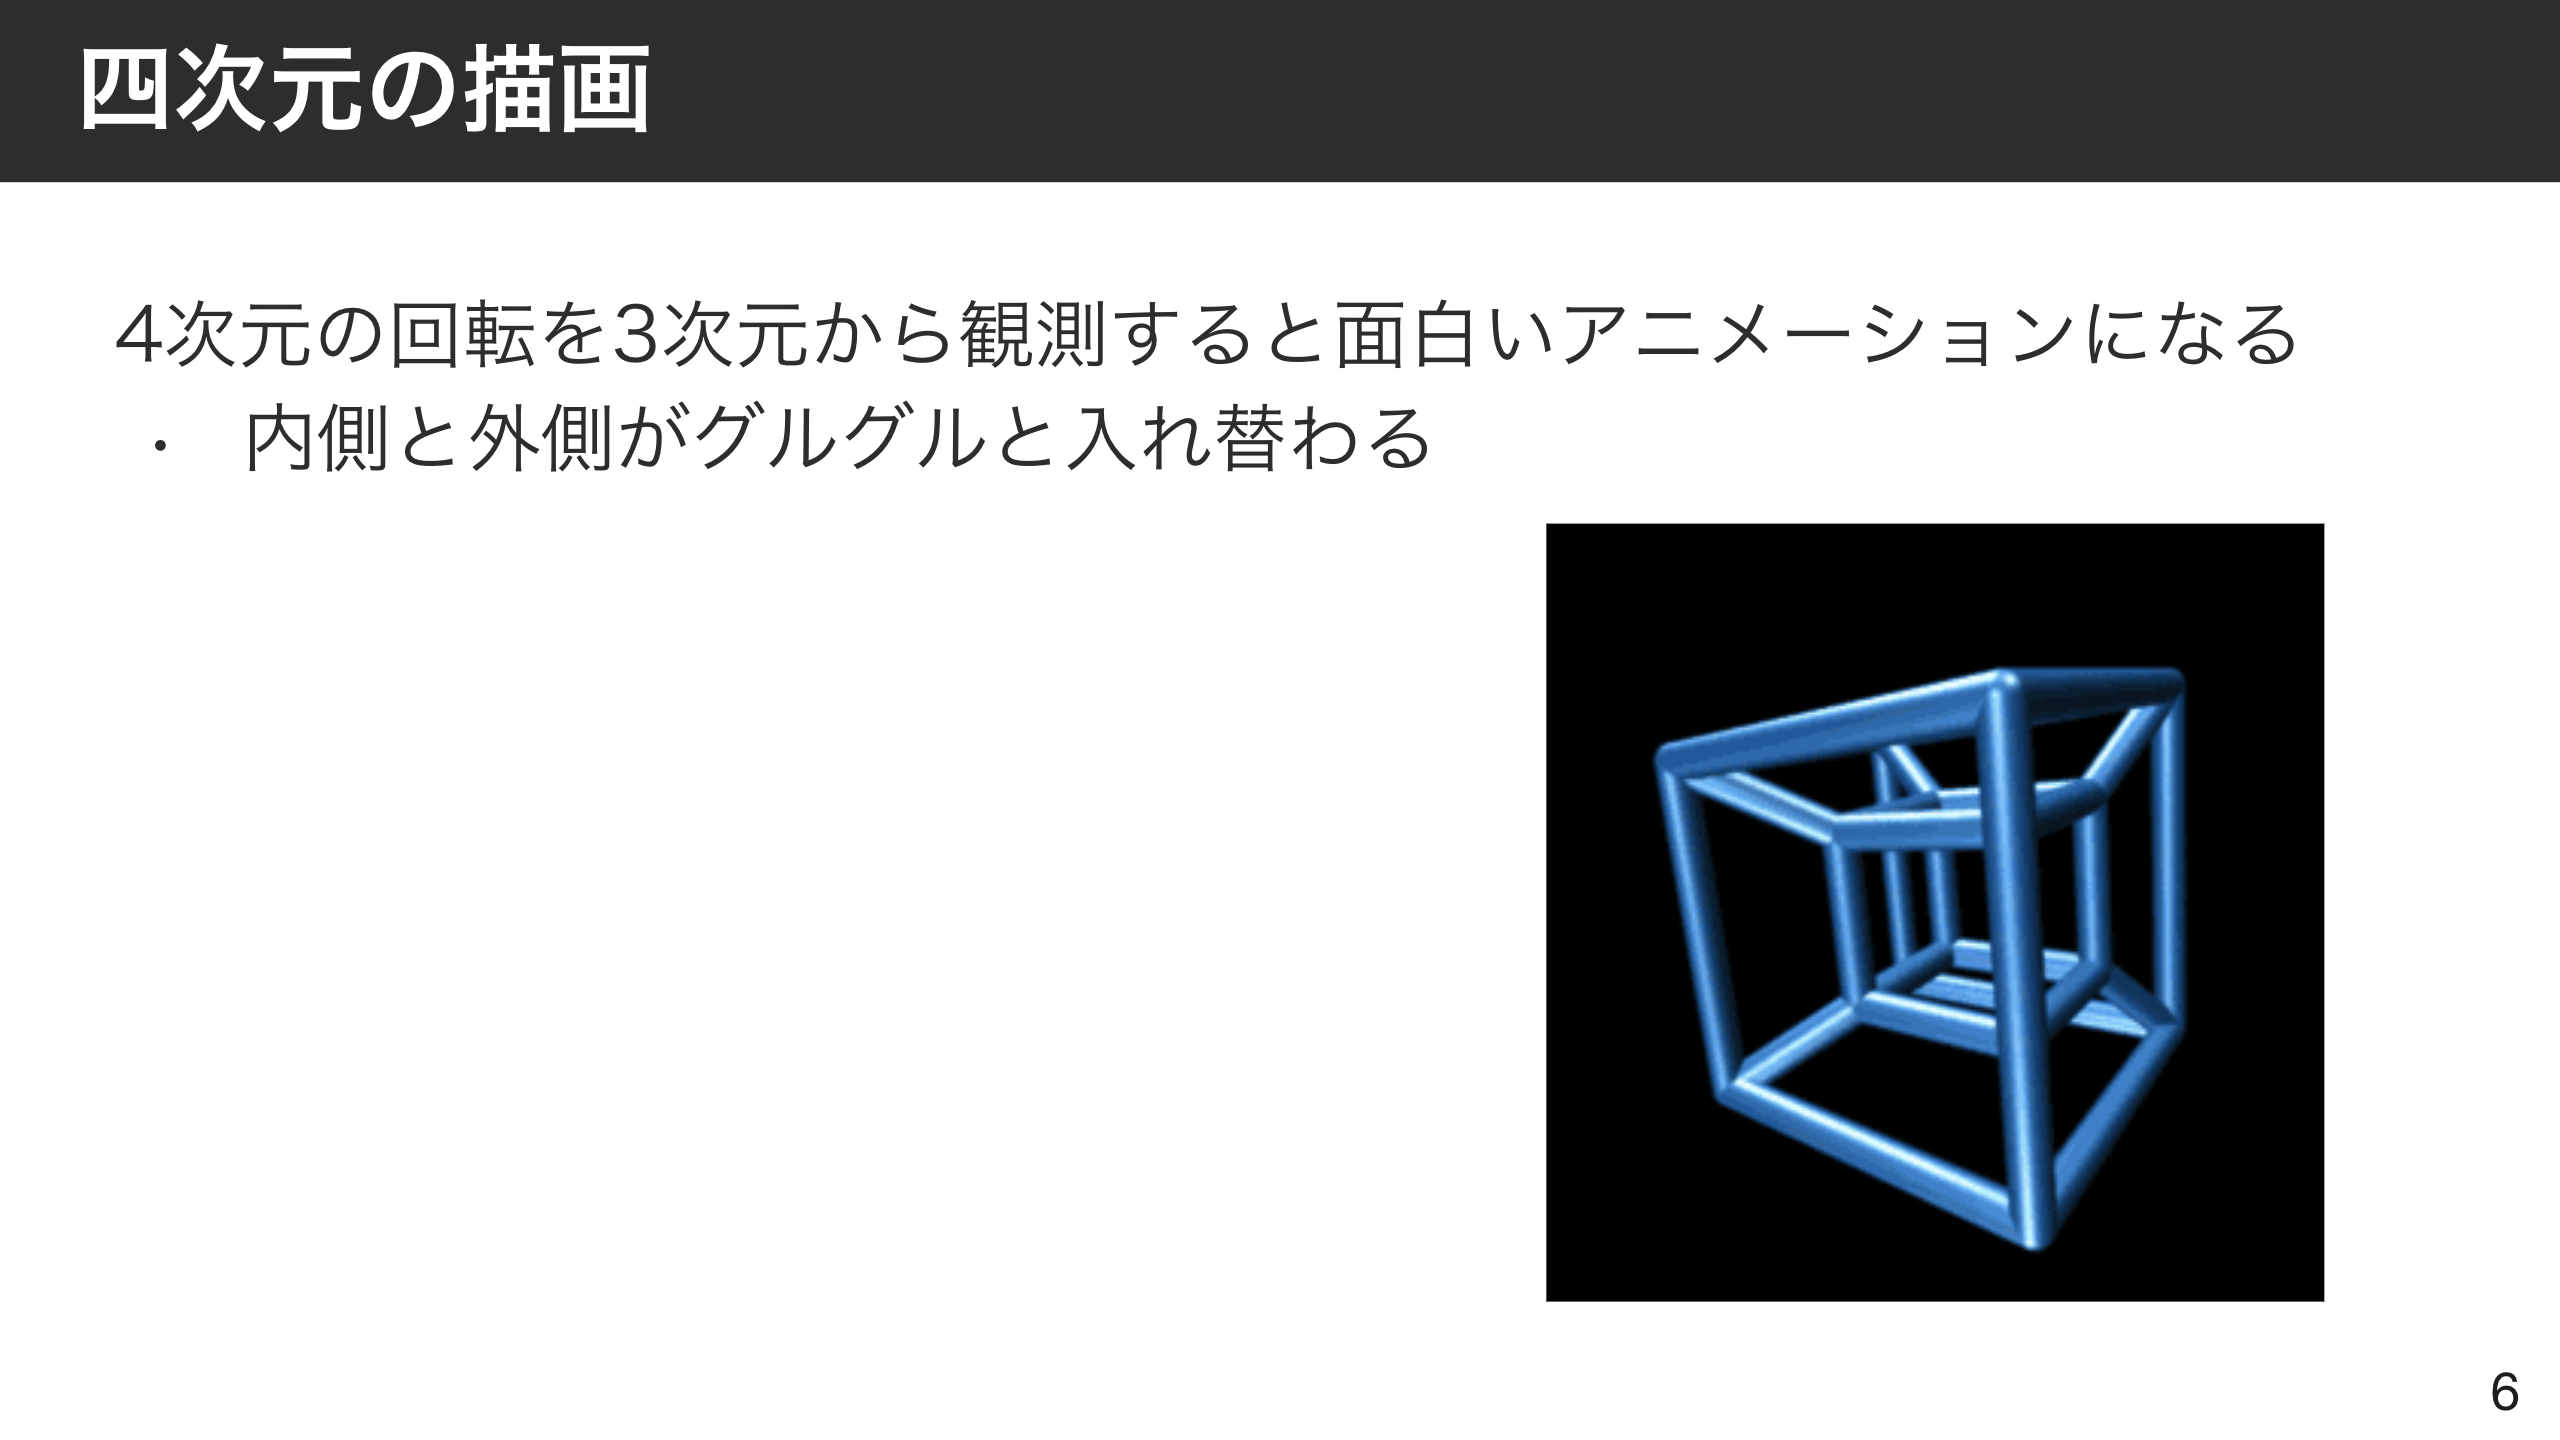 四次元の描画
4次元の回転を3次元から観測すると面白いアニメーションになる
• 内側と外側がグルグルと入れ替わる
6